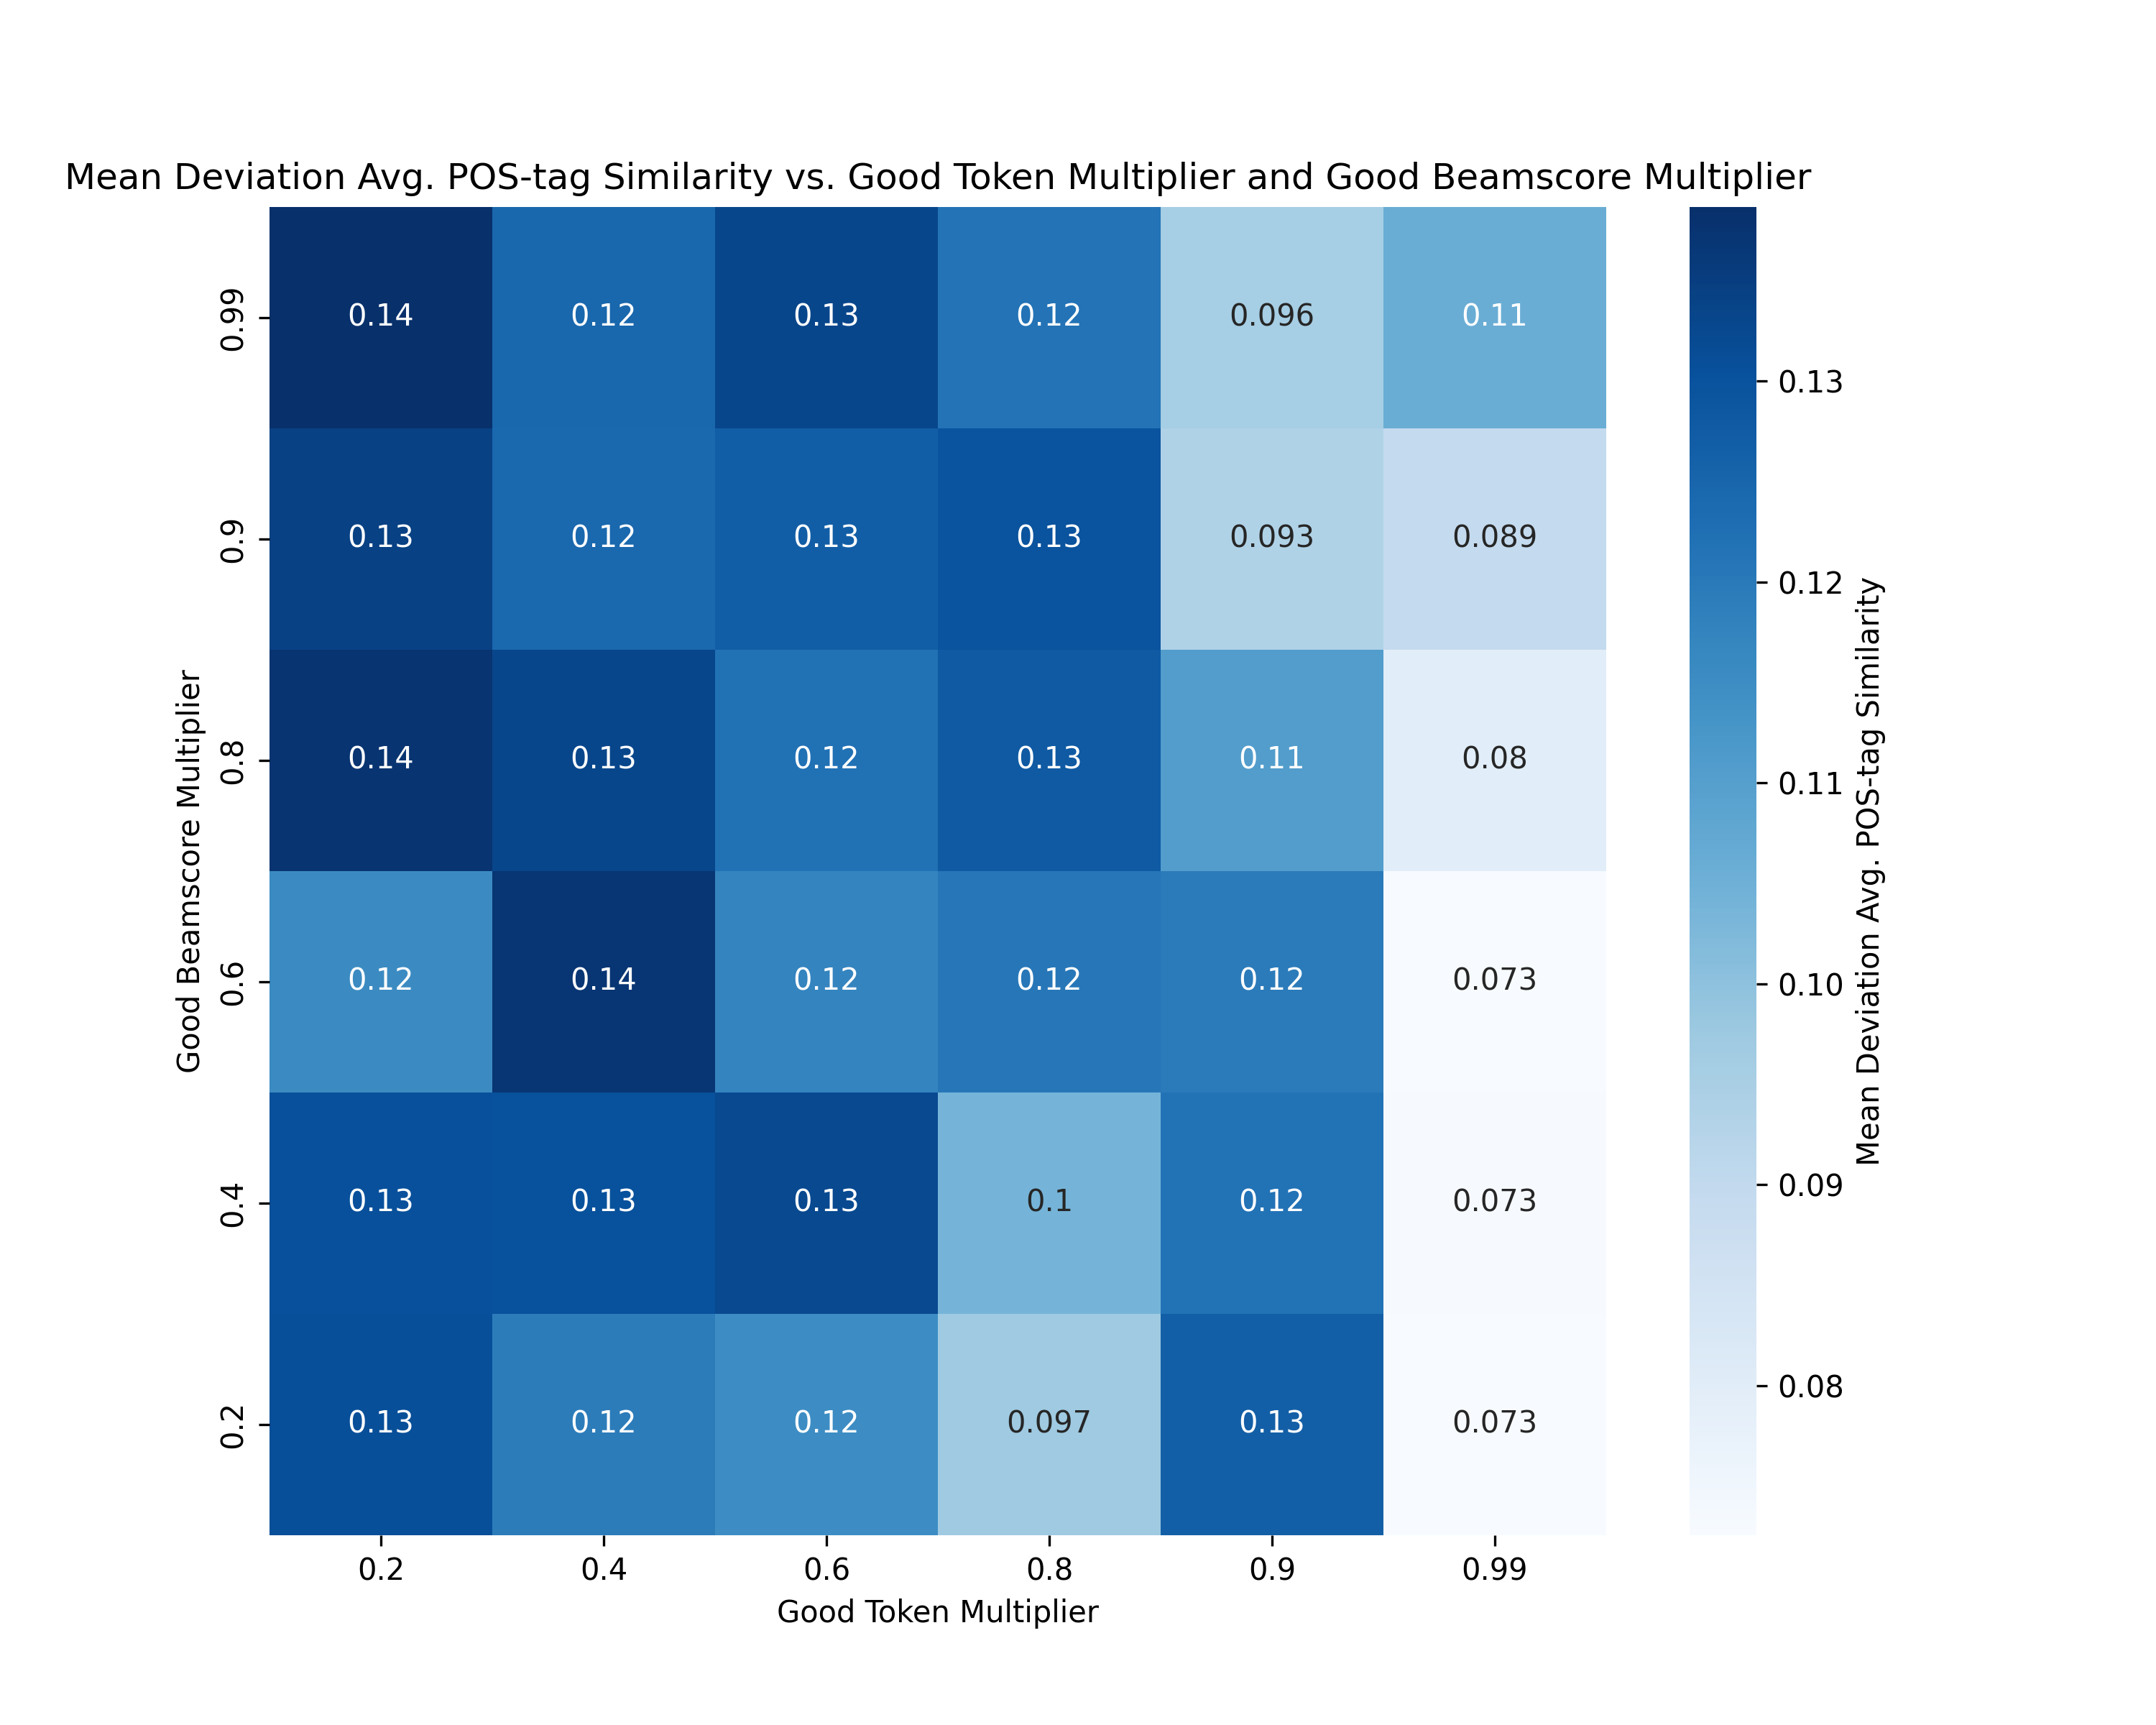 Mean Deviation Avg. POS-tag Similarity vs. Good Token Multiplier and Good Beamscore Multiplier
Good Beamscore Multiplier
0.99 0.14 0.12 0.13 0.12 0.096 0.11
0.9 0.13 0.12 0.13 0.13 0.093 0.089
0.8 0.14 0.13 0.12 0.13 0.11 0.08
0.6 0.12 0.14 0.12 0.12 0.12 0.073
0.4 0.13 0.13 0.13 0.1 0.12 0.073
0.2 0.13 0.12 0.12 0.097 0.13 0.073
0.2 0.4 0.6 0.8 0.9 0.99
Good Token Multiplier
0.13
0.12
0.11
0.10
0.09
0.08
Mean Deviation Avg. POS-tag Similarity